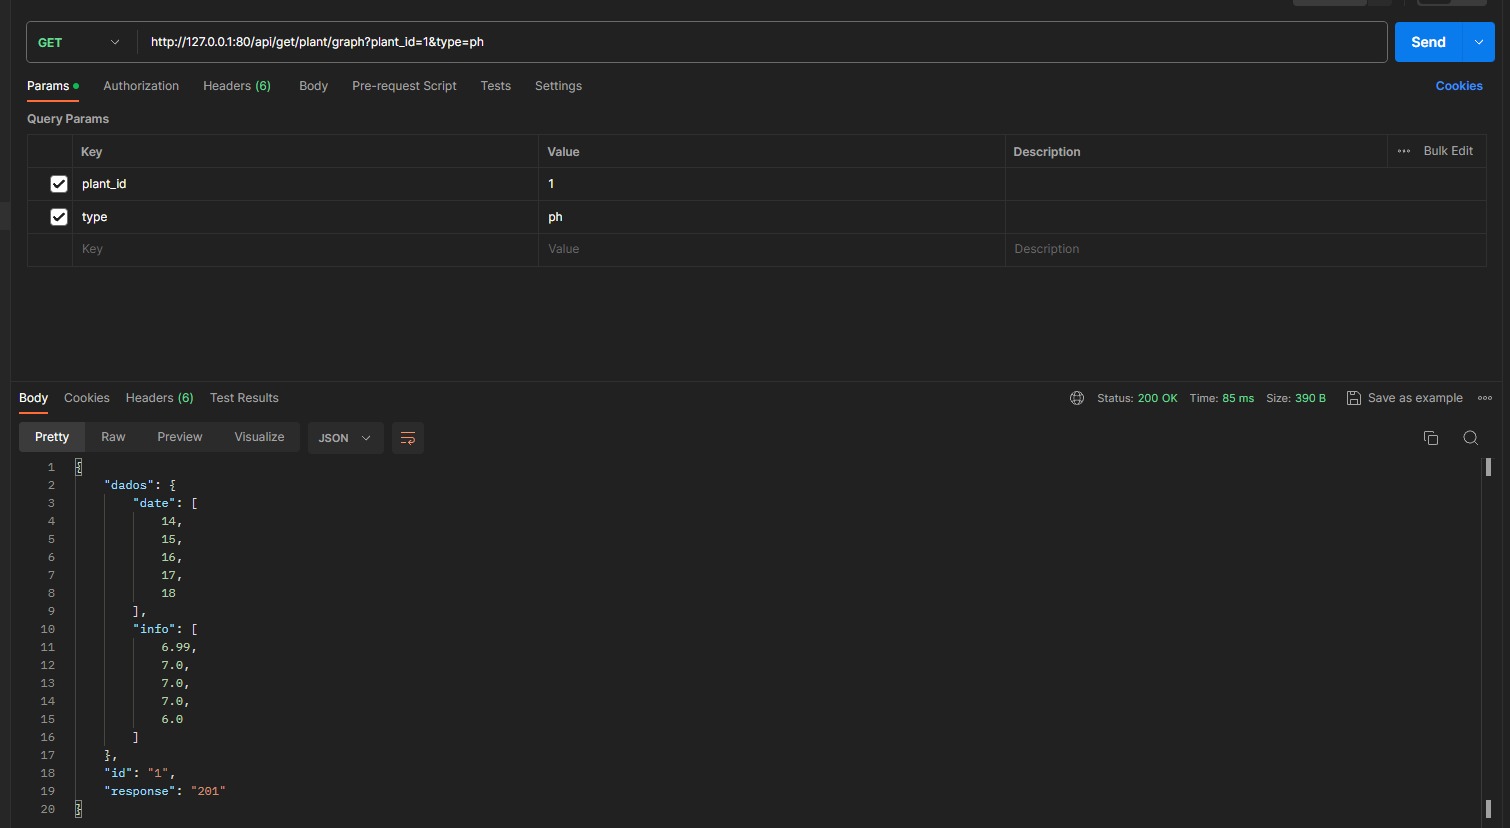 GET http://127.0.0.1:80/api/get/plant/graph?plant_id=1&type=ph Send
Params Authorization Headers (6) Body Pre-request Script Tests Settings Cookies
Query Params
Key Value Description Bulk Edit
plant_id 1
type ph
Key Value Description
Body Cookies Headers (6) Test Results Status: 200 OK Time: 85 ms Size: 390 B Save as example
Pretty Raw Preview Visualize JSON
1 {
2 "dados": {
3 "date": [
4 14,
5 15,
6 16,
7 17,
8 18
9 ],
10 "info": [
11 6.99,
12 7.0,
13 7.0,
14 7.0,
15 6.0
16 ]
17 },
18 "id": "1",
19 "response": "201"
20 }